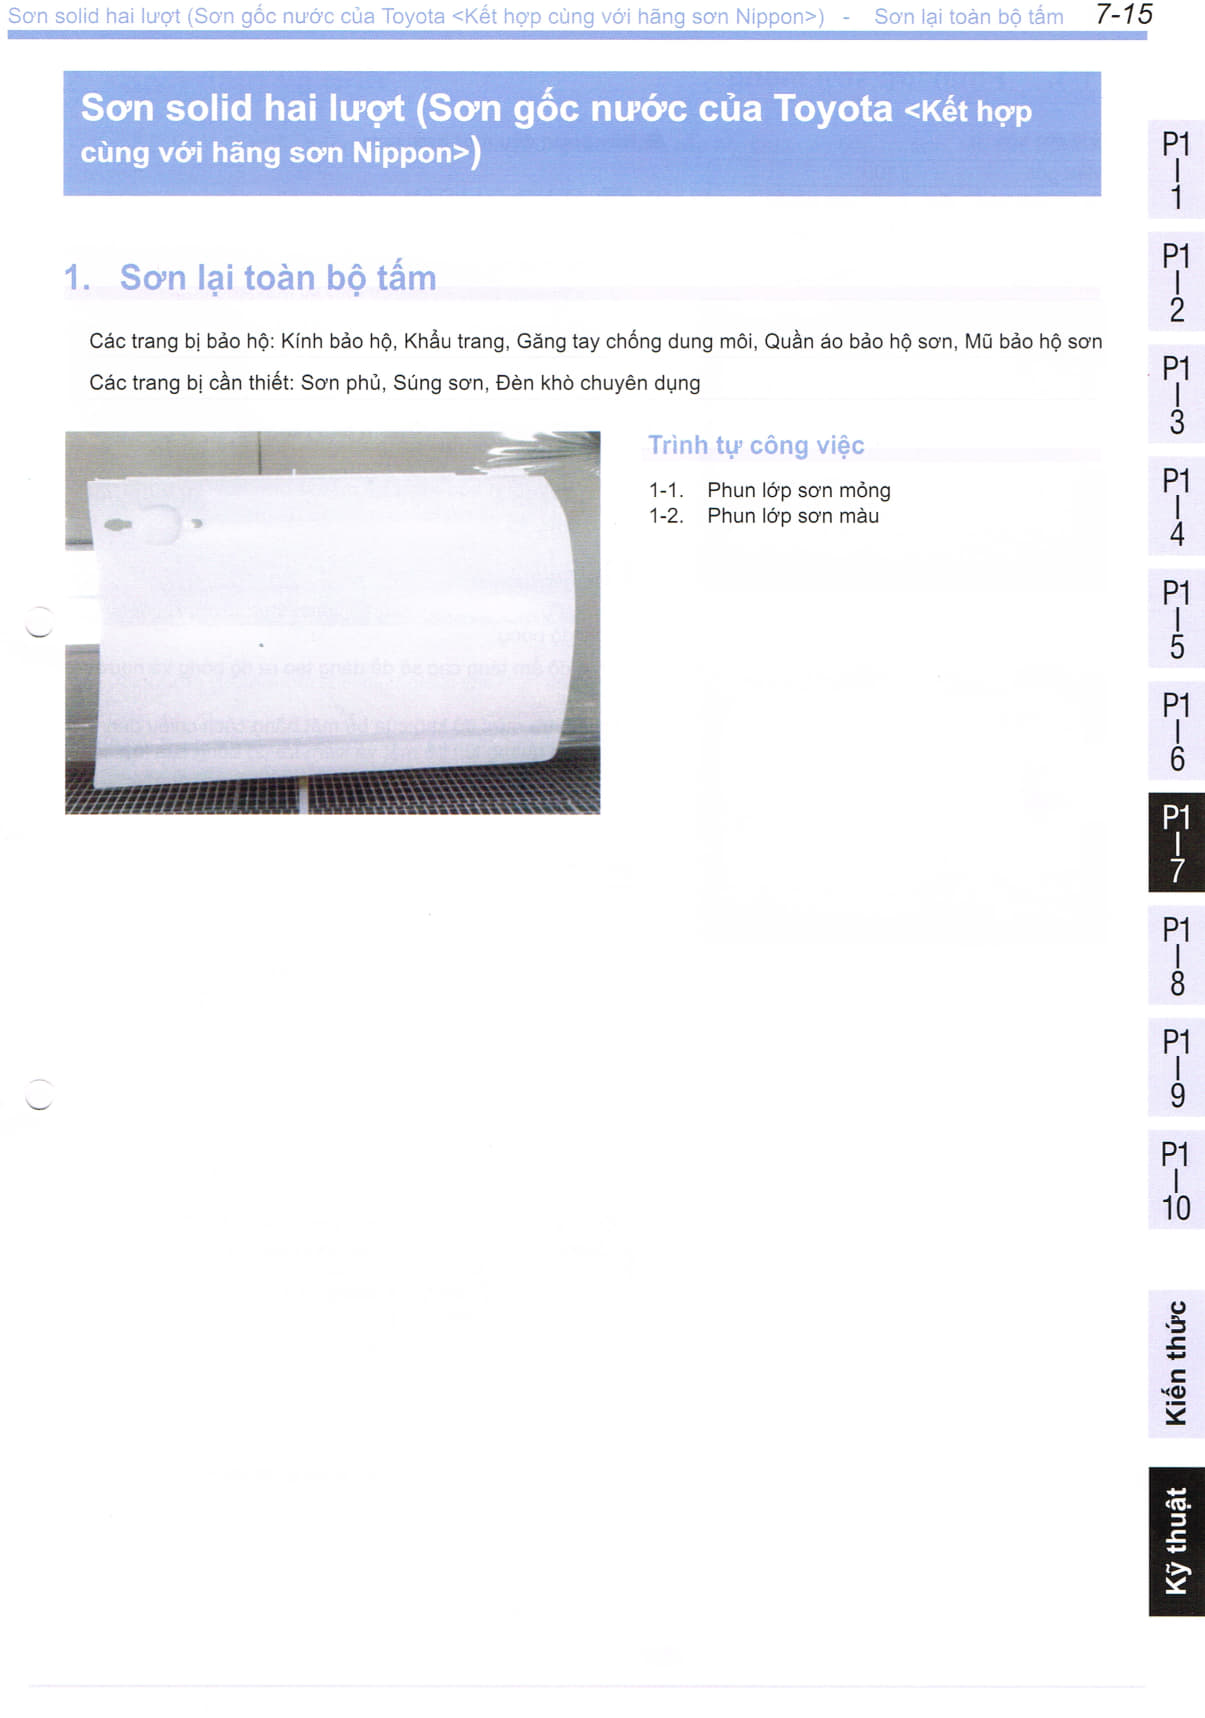 Sơn solid hai lượt (Sơn gốc nước của Toyota <Kết hợp cùng với hãng sơn Nippon>) - Sơn lại toàn bộ tấm 7-15
Sơn solid hai lượt (Sơn gốc nước của Toyota <Kết hợp
cùng với hãng sơn Nippon>)
1. Sơn lại toàn bộ tấm
Các trang bị bảo hộ: Kính bảo hộ, Khẩu trang, Găng tay chống dung môi, Quần áo bảo hộ sơn, Mũ bảo hộ sơn
Các trang bị cần thiết: Sơn phủ, Súng sơn, Đèn khò chuyên dụng
Trình tự công việc
1-1. Phun lớp sơn mỏng
1-2. Phun lớp sơn màu
P1
1
P1
2
P1
3
P1
4
P1
5
P1
6
P1
7
P1
8
P1
9
P1
10
Kiến thức
Kỹ thuật